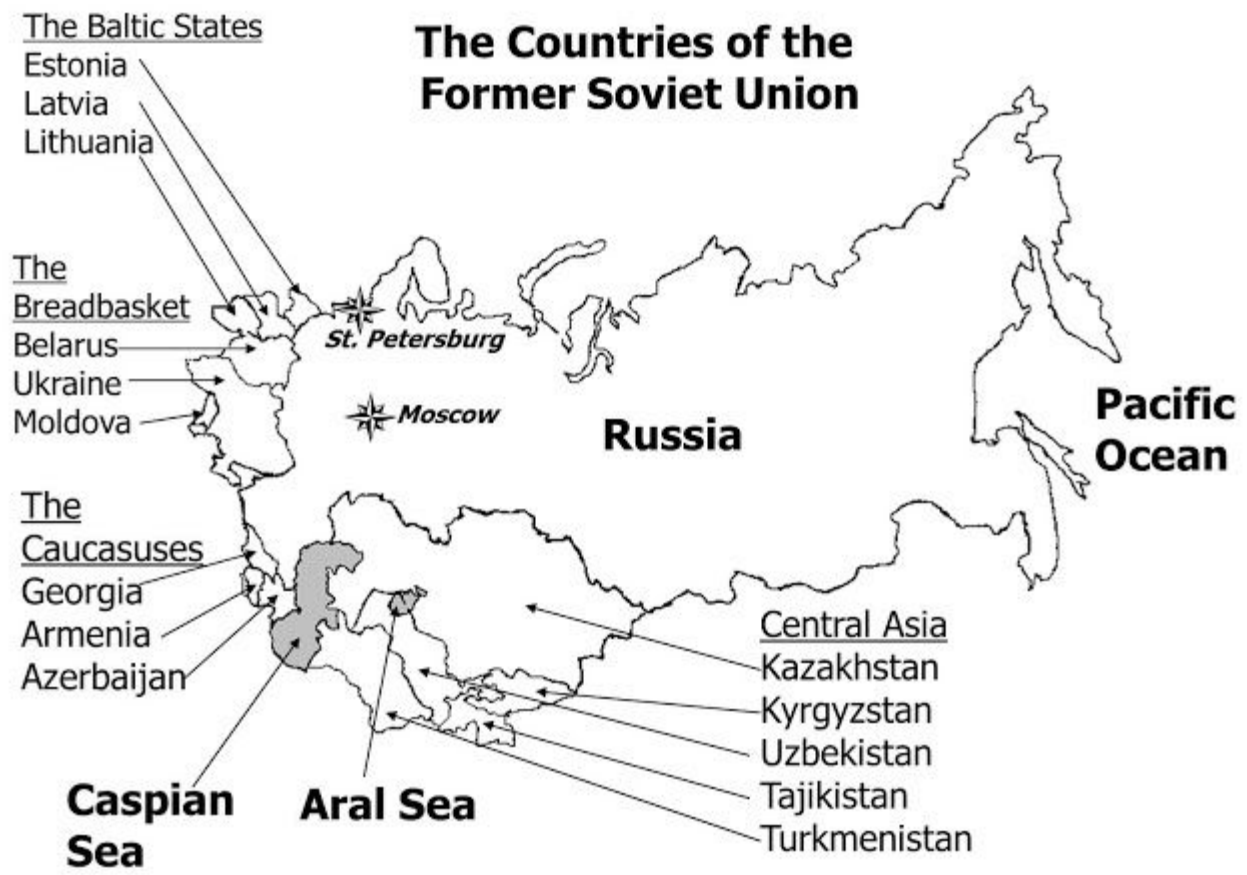 The Countries of the
Former Soviet Union
The Baltic States
Estonia
Latvia
Lithuania
The
Breadbasket
Belarus
Ukraine
Moldova
St. Petersburg
Moscow
Russia
Pacific
Ocean
The
Caucasuses
Georgia
Armenia
Azerbaijan
Central Asia
Kazakhstan
Kyrgyzstan
Uzbekistan
Tajikistan
Turkmenistan
Caspian
Sea
Aral Sea